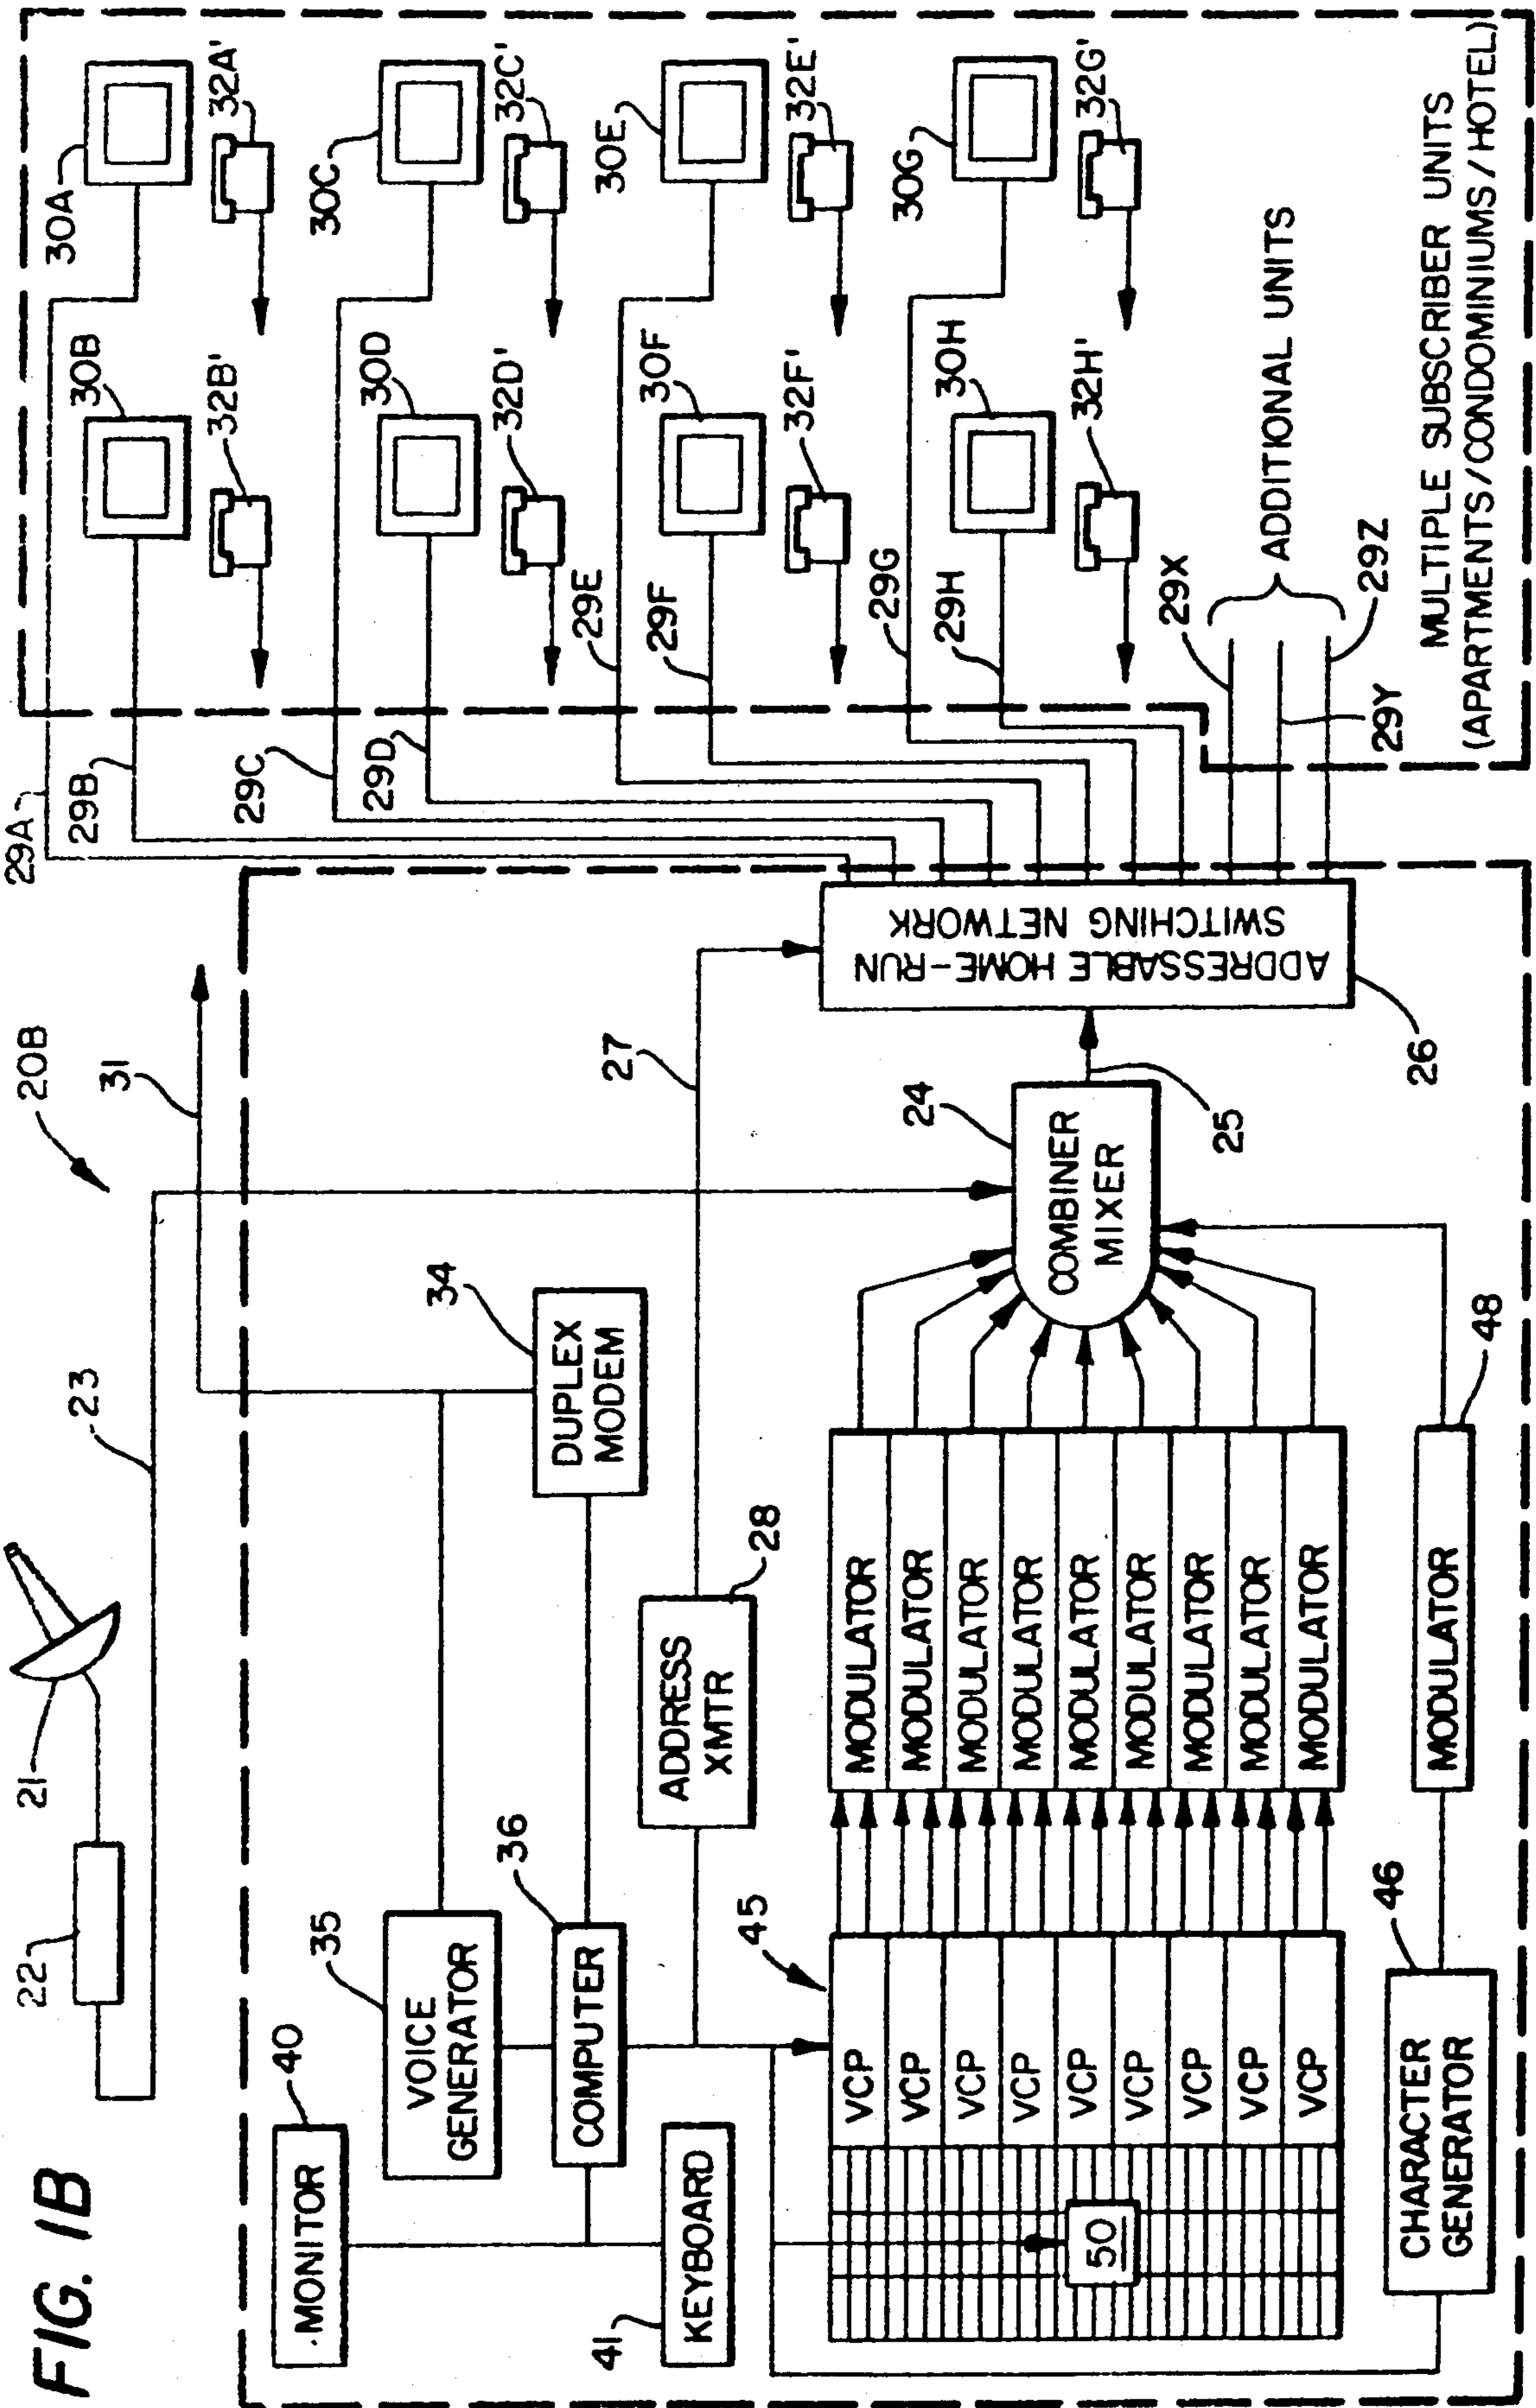 FIG. 1B
20B
21
22
23
31
MONITOR
40
VOICE
GENERATOR
35
COMPUTER
36
KEYBOARD
41
DUPLEX
MODEM
34
ADDRESS
XMTR
28
27
45
VCP
VCP
VCP
VCP
VCP
VCP
VCP
VCP
VCP
50
MODULATOR
MODULATOR
MODULATOR
MODULATOR
MODULATOR
MODULATOR
MODULATOR
MODULATOR
MODULATOR
CHARACTER
GENERATOR
46
MODULATOR
48
COMBINER
MIXER
24
25
ADDRESSABLE HOME-RUN
SWITCHING NETWORK
26
29A
29B
29C
29D
29E
29F
29G
29H
29X
29Y
29Z
30A
30B
32A'
32B'
30C
30D
32C'
32D'
30E
30F
32E'
32F'
30G
30H
32G'
32H'
ADDITIONAL UNITS
MULTIPLE SUBSCRIBER UNITS
(APARTMENTS/CONDOMINIUMS/HOTEL)